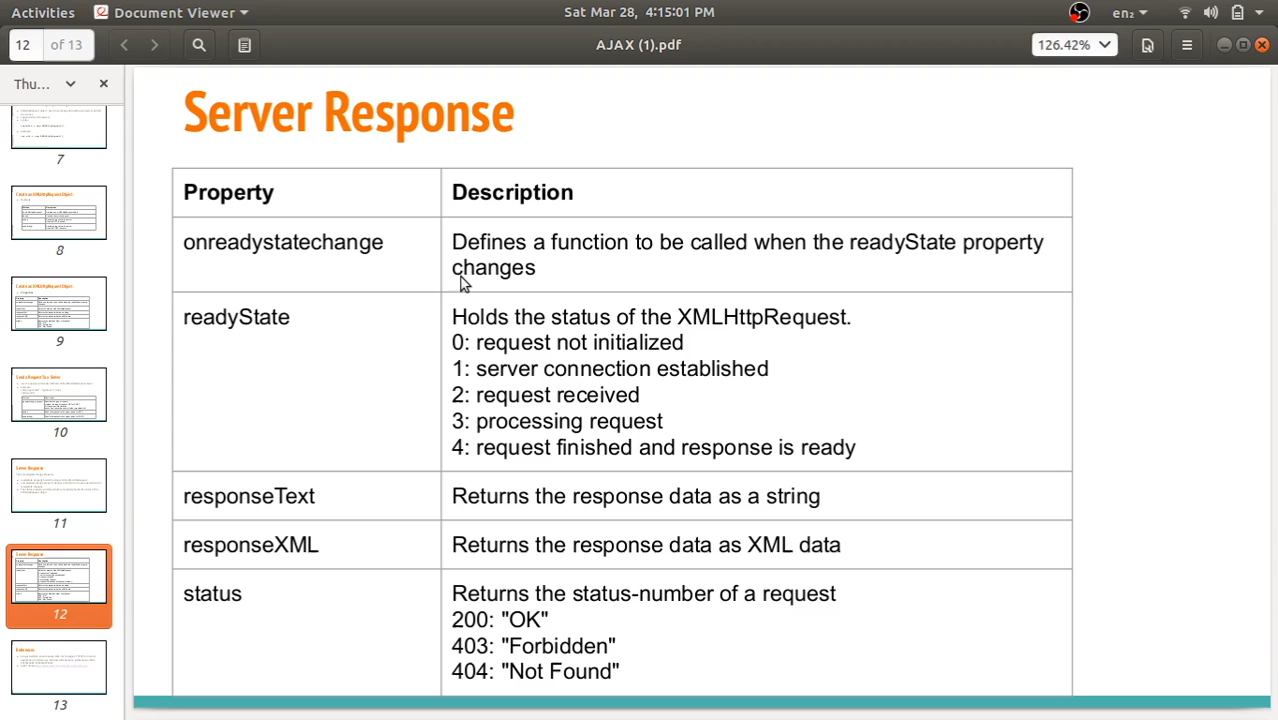 Activities Document Viewer Sat Mar 28, 4:15:01 PM en₂
12 of 13 AJAX (1).pdf 126.42%
Thu...
7
8
9
10
11
12
13
Server Response
Property Description
onreadystatechange Defines a function to be called when the readyState property
changes
readyState Holds the status of the XMLHttpRequest.
0: request not initialized
1: server connection established
2: request received
3: processing request
4: request finished and response is ready
responseText Returns the response data as a string
responseXML Returns the response data as XML data
status Returns the status-number of a request
200: "OK"
403: "Forbidden"
404: "Not Found"